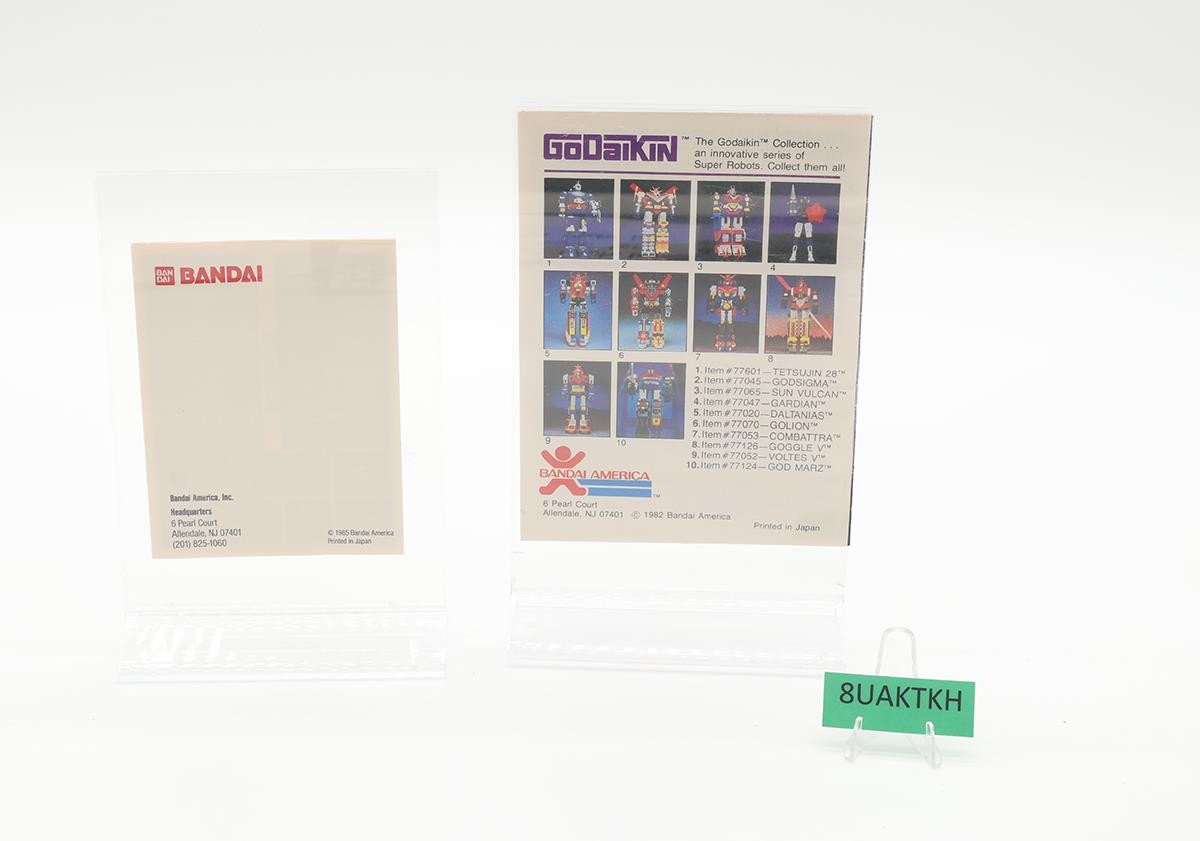 BAN
DAI
BANDAI
Bandai America, Inc.
Headquarters
6 Pearl Court
Allendale, NJ 07401
(201) 825-1060
© 1985 Bandai America
Printed in Japan
GoDaiKiN™
The Godaikin™ Collection . . .
an innovative series of
Super Robots. Collect them all!
1
2
3
4
5
6
7
8
9
10
1. Item #77601—TETSUJIN 28™
2. Item #77045—GODSIGMA™
3. Item #77065—SUN VULCAN™
4. Item #77047—GARDIAN™
5. Item #77020—DALTANIAS™
6. Item #77070—GOLION™
7. Item #77053—COMBATTRA™
8. Item #77126—GOGGLE V™
9. Item #77052—VOLTES V™
10. Item #77124—GOD MARZ™
BANDAI AMERICA
™
6 Pearl Court
Allendale, NJ 07401 © 1982 Bandai America
Printed in Japan
8UAKTKH